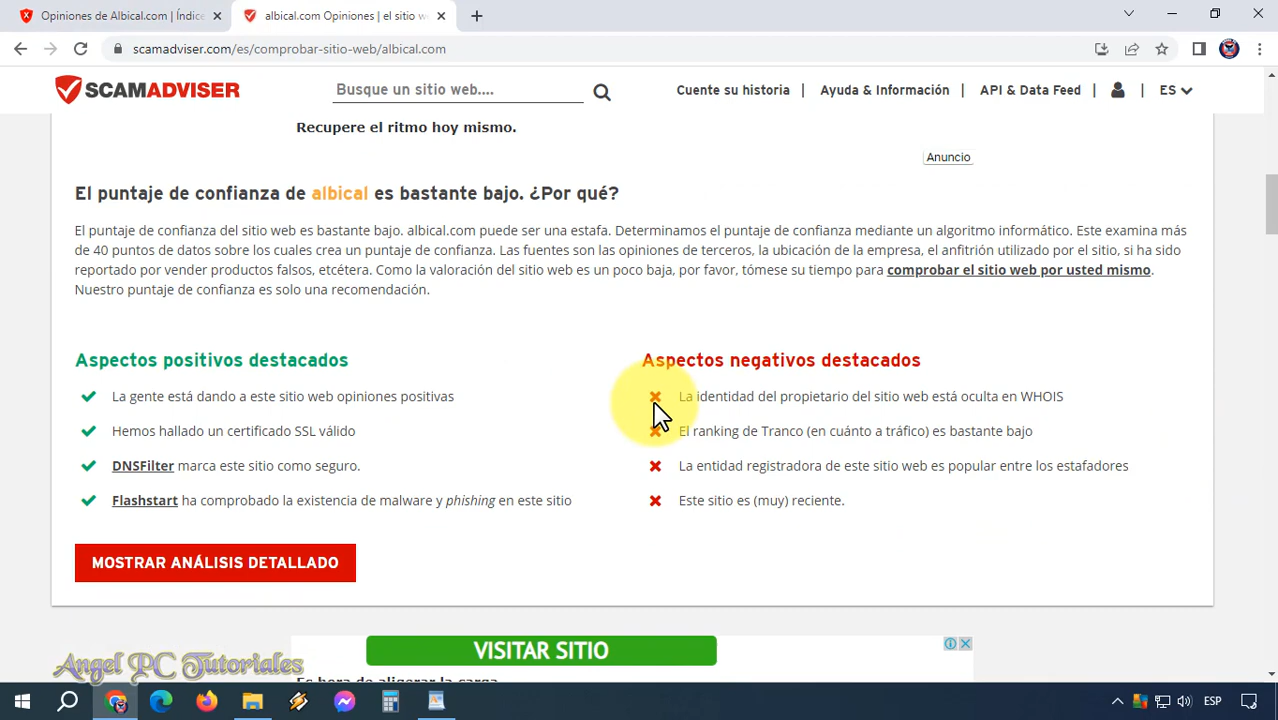 Opiniones de Albical.com | Índic
albical.com Opiniones | el sitio w
scamadviser.com/es/comprobar-sitio-web/albical.com
SCAMADVISER
Busque un sitio web....
Cuente su historia | Ayuda & Información | API & Data Feed | | ES
Recupere el ritmo hoy mismo.
Anuncio
El puntaje de confianza de albical es bastante bajo. ¿Por qué?
El puntaje de confianza del sitio web es bastante bajo. albical.com puede ser una estafa. Determinamos el puntaje de confianza mediante un algoritmo informático. Este examina más
de 40 puntos de datos sobre los cuales crea un puntaje de confianza. Las fuentes son las opiniones de terceros, la ubicación de la empresa, el anfitrión utilizado por el sitio, si ha sido
reportado por vender productos falsos, etcétera. Como la valoración del sitio web es un poco baja, por favor, tómese su tiempo para comprobar el sitio web por usted mismo.
Nuestro puntaje de confianza es solo una recomendación.
Aspectos positivos destacados
La gente está dando a este sitio web opiniones positivas
Hemos hallado un certificado SSL válido
DNSFilter marca este sitio como seguro.
Flashstart ha comprobado la existencia de malware y phishing en este sitio
Aspectos negativos destacados
La identidad del propietario del sitio web está oculta en WHOIS
El ranking de Tranco (en cuánto a tráfico) es bastante bajo
La entidad registradora de este sitio web es popular entre los estafadores
Este sitio es (muy) reciente.
MOSTRAR ANÁLISIS DETALLADO
VISITAR SITIO
Es hora de aligerar la carga
Angel PC Tutoriales
ESP